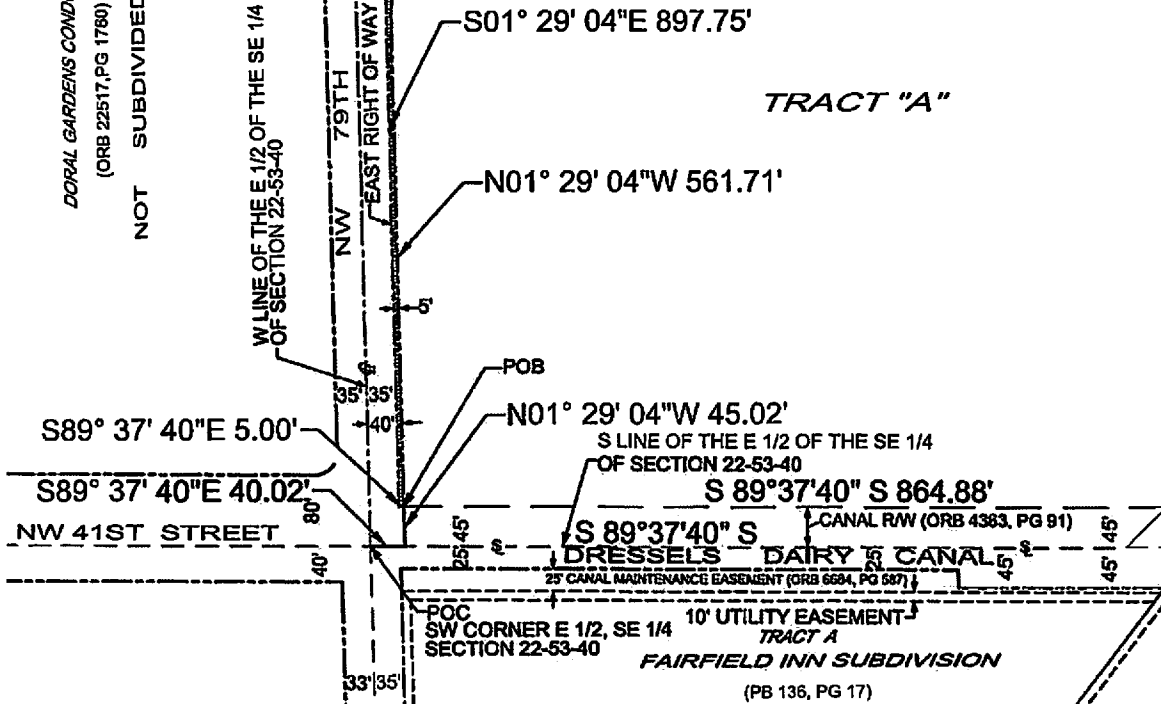 DORAL GARDENS COND
(ORB 22517,PG 1760)
NOT SUBDIVIDED
W LINE OF THE E 1/2 OF THE SE 1/4
OF SECTION 22-53-40
NW 79TH
EAST RIGHT OF WAY
S01° 29' 04"E 897.75'
TRACT "A"
N01° 29' 04"W 561.71'
5'
POB
35' 35'
40'
N01° 29' 04"W 45.02'
S89° 37' 40"E 5.00'
S LINE OF THE E 1/2 OF THE SE 1/4
OF SECTION 22-53-40
S89° 37' 40"E 40.02'
80'
S 89°37'40" S 864.88'
NW 41ST STREET
25' 45'
S 89°37'40" S
CANAL R/W (ORB 4383, PG 91)
45'
40'
DRESSELS DAIRY CANAL
25'
45'
45'
25' CANAL MAINTENANCE EASEMENT (ORB 6684, PG 587)
POC
SW CORNER E 1/2, SE 1/4
SECTION 22-53-40
10' UTILITY EASEMENT
TRACT A
FAIRFIELD INN SUBDIVISION
(PB 136, PG 17)
33' 35'